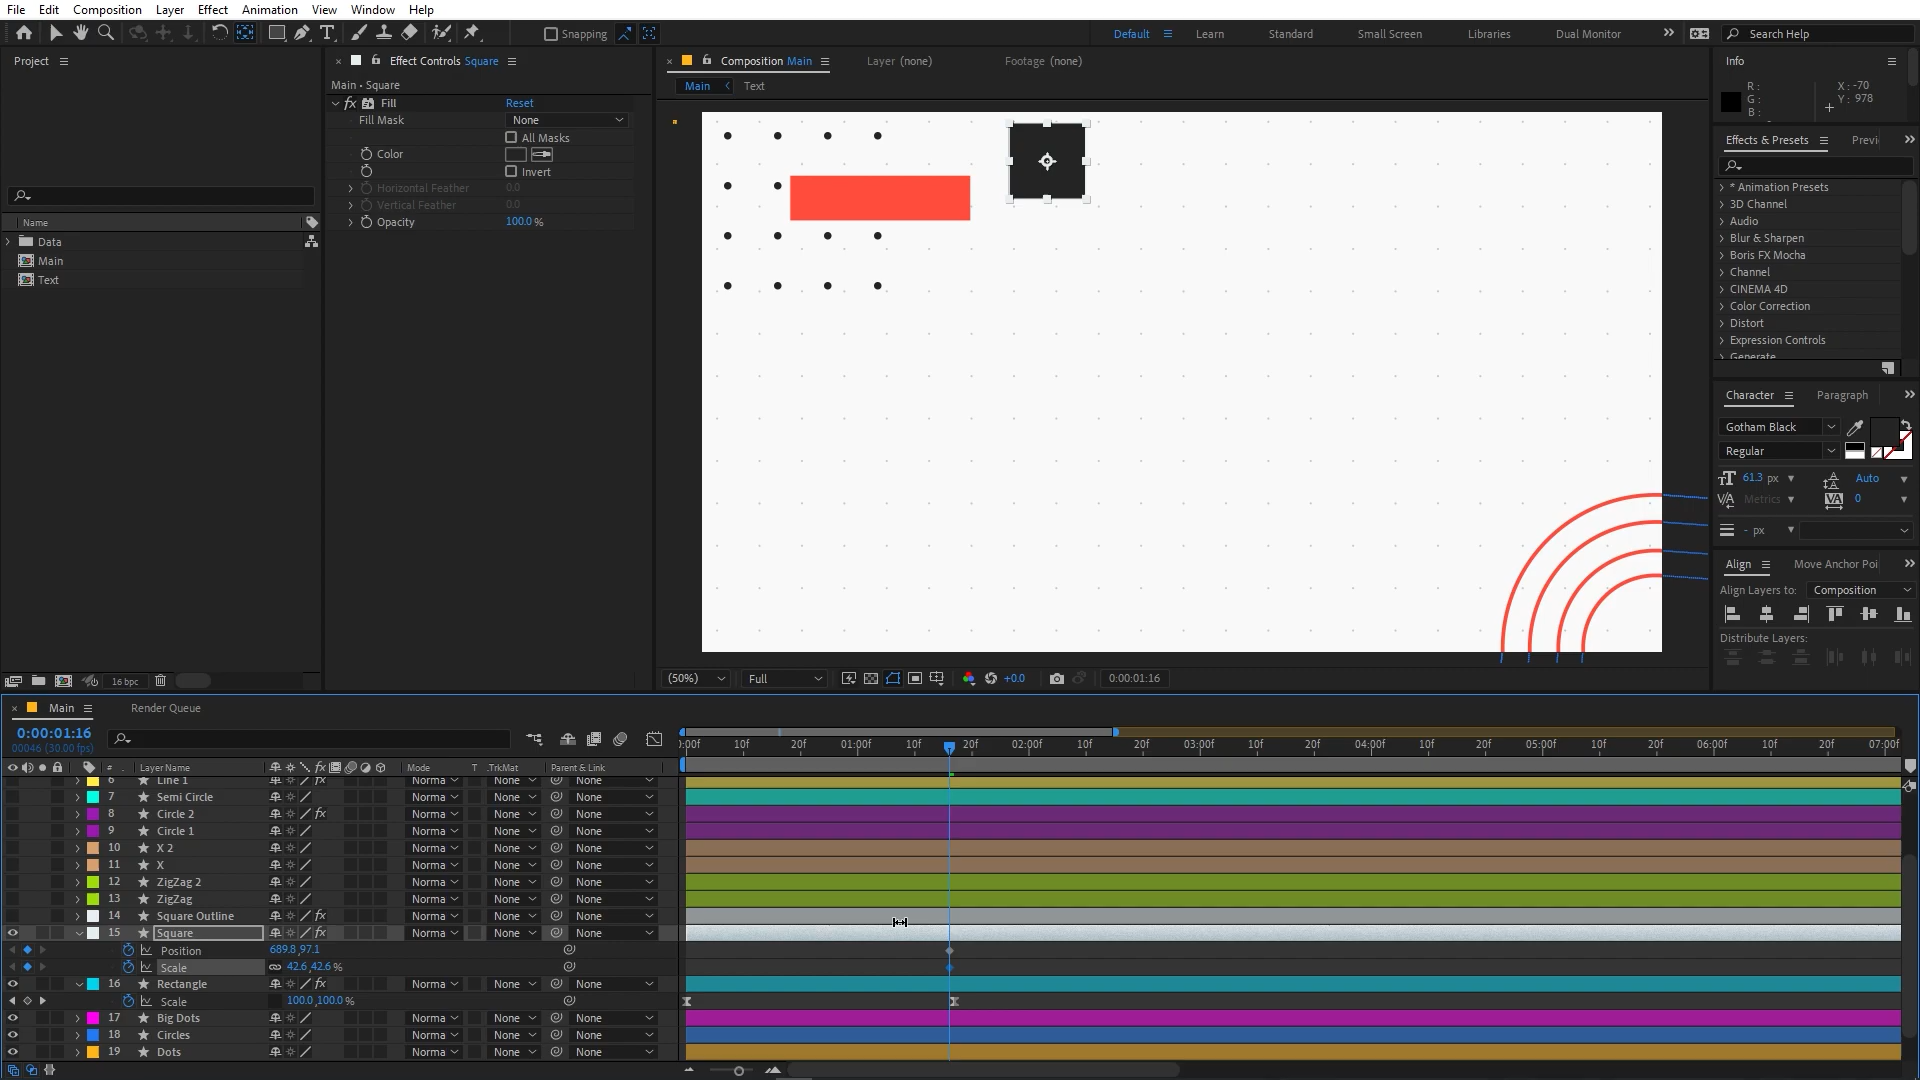 File Edit Composition Layer Effect Animation View Window Help
Snapping Default Learn Standard Small Screen Libraries Dual Monitor Search Help
Project
Name
Data
Main
Text
16 bpc
Effect Controls Square
Main • Square
fx Fill Reset
Fill Mask None
All Masks
Color
Invert
Horizontal Feather 0.0
Vertical Feather 0.0
Opacity 100.0 %
Composition Main Layer (none) Footage (none)
Main Text
(50%) Full +0.0 0:00:01:16
Info
R : X : -70
G : Y : 978
B :
Effects & Presets Previ
* Animation Presets
3D Channel
Audio
Blur & Sharpen
Boris FX Mocha
Channel
CINEMA 4D
Color Correction
Distort
Expression Controls
Generate
Character Paragraph
Gotham Black
Regular
61.3 px Auto
Metrics 0
- px
Align Move Anchor Poi
Align Layers to: Composition
Distribute Layers:
Main Render Queue
0:00:01:16
00046 (30.00 fps)
0:00f 10f 20f 01:00f 10f 20f 02:00f 10f 20f 03:00f 10f 20f 04:00f 10f 20f 05:00f 10f 20f 06:00f 10f 20f 07:00f
# Layer Name Mode T .TrkMat Parent & Link
6 Line 1 Norma None None
7 Semi Circle Norma None None
8 Circle 2 Norma None None
9 Circle 1 Norma None None
10 X 2 Norma None None
11 X Norma None None
12 ZigZag 2 Norma None None
13 ZigZag Norma None None
14 Square Outline Norma None None
15 Square Norma None None
Position 689.8,97.1
Scale 42.6,42.6 %
16 Rectangle Norma None None
Scale 100.0,100.0 %
17 Big Dots Norma None None
18 Circles Norma None None
19 Dots Norma None None